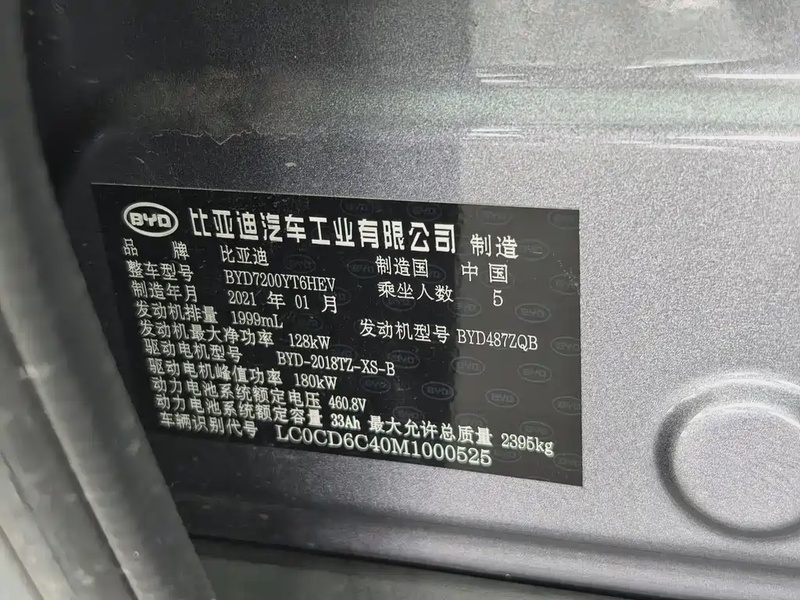 BYD 比亚迪汽车工业有限公司 制造
品 牌 比亚迪 制造国 中 国
整车型号 BYD7200YT6HEV 乘坐人数 5
制造年月 2021 年 01 月
发动机排量 1999mL 发动机型号 BYD487ZQB
发动机最大净功率 128kW
驱动电机型号 BYD-2018TZ-XS-B
驱动电机峰值功率 180kW
动力电池系统额定电压 460.8V
动力电池系统额定容量 33Ah 最大允许总质量 2395kg
车辆识别代号 LC0CD6C40M1000525